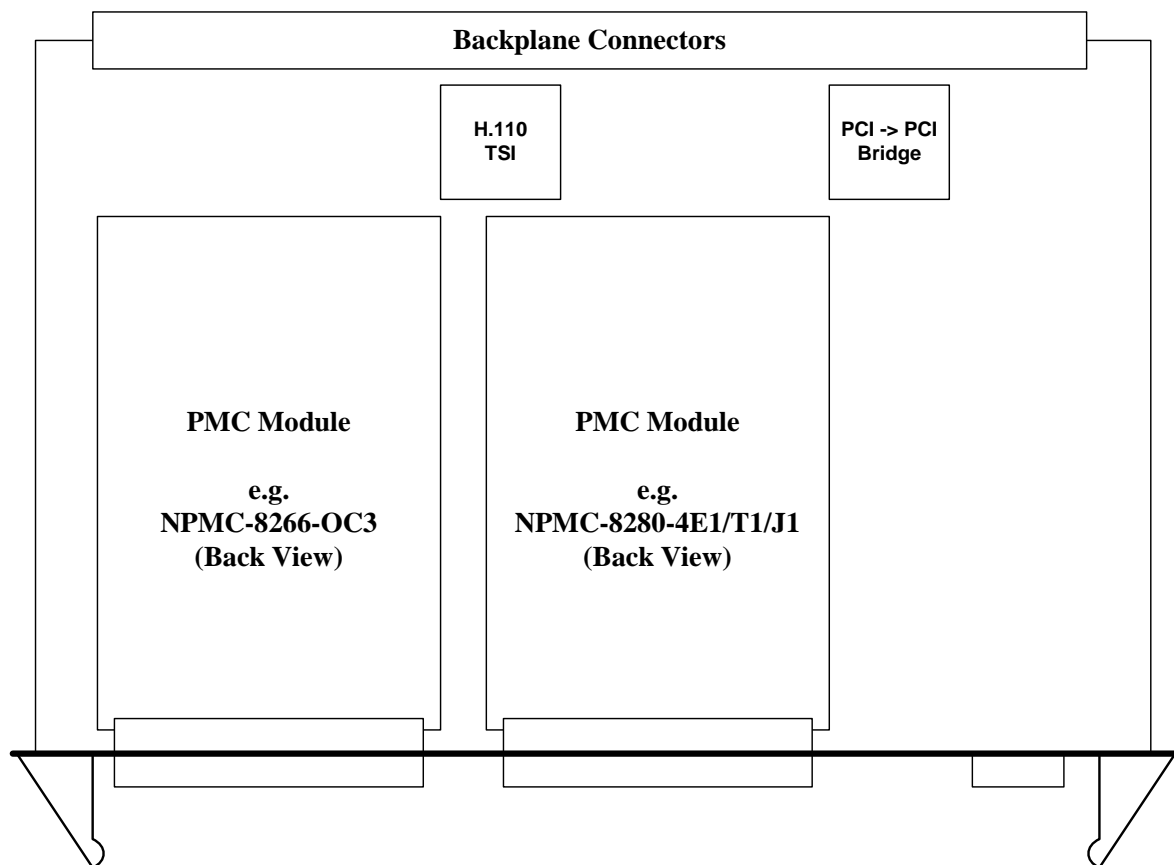 Backplane Connectors
H.110
TSI
PCI -> PCI
Bridge
PMC Module
e.g.
NPMC-8266-OC3
(Back View)
PMC Module
e.g.
NPMC-8280-4E1/T1/J1
(Back View)